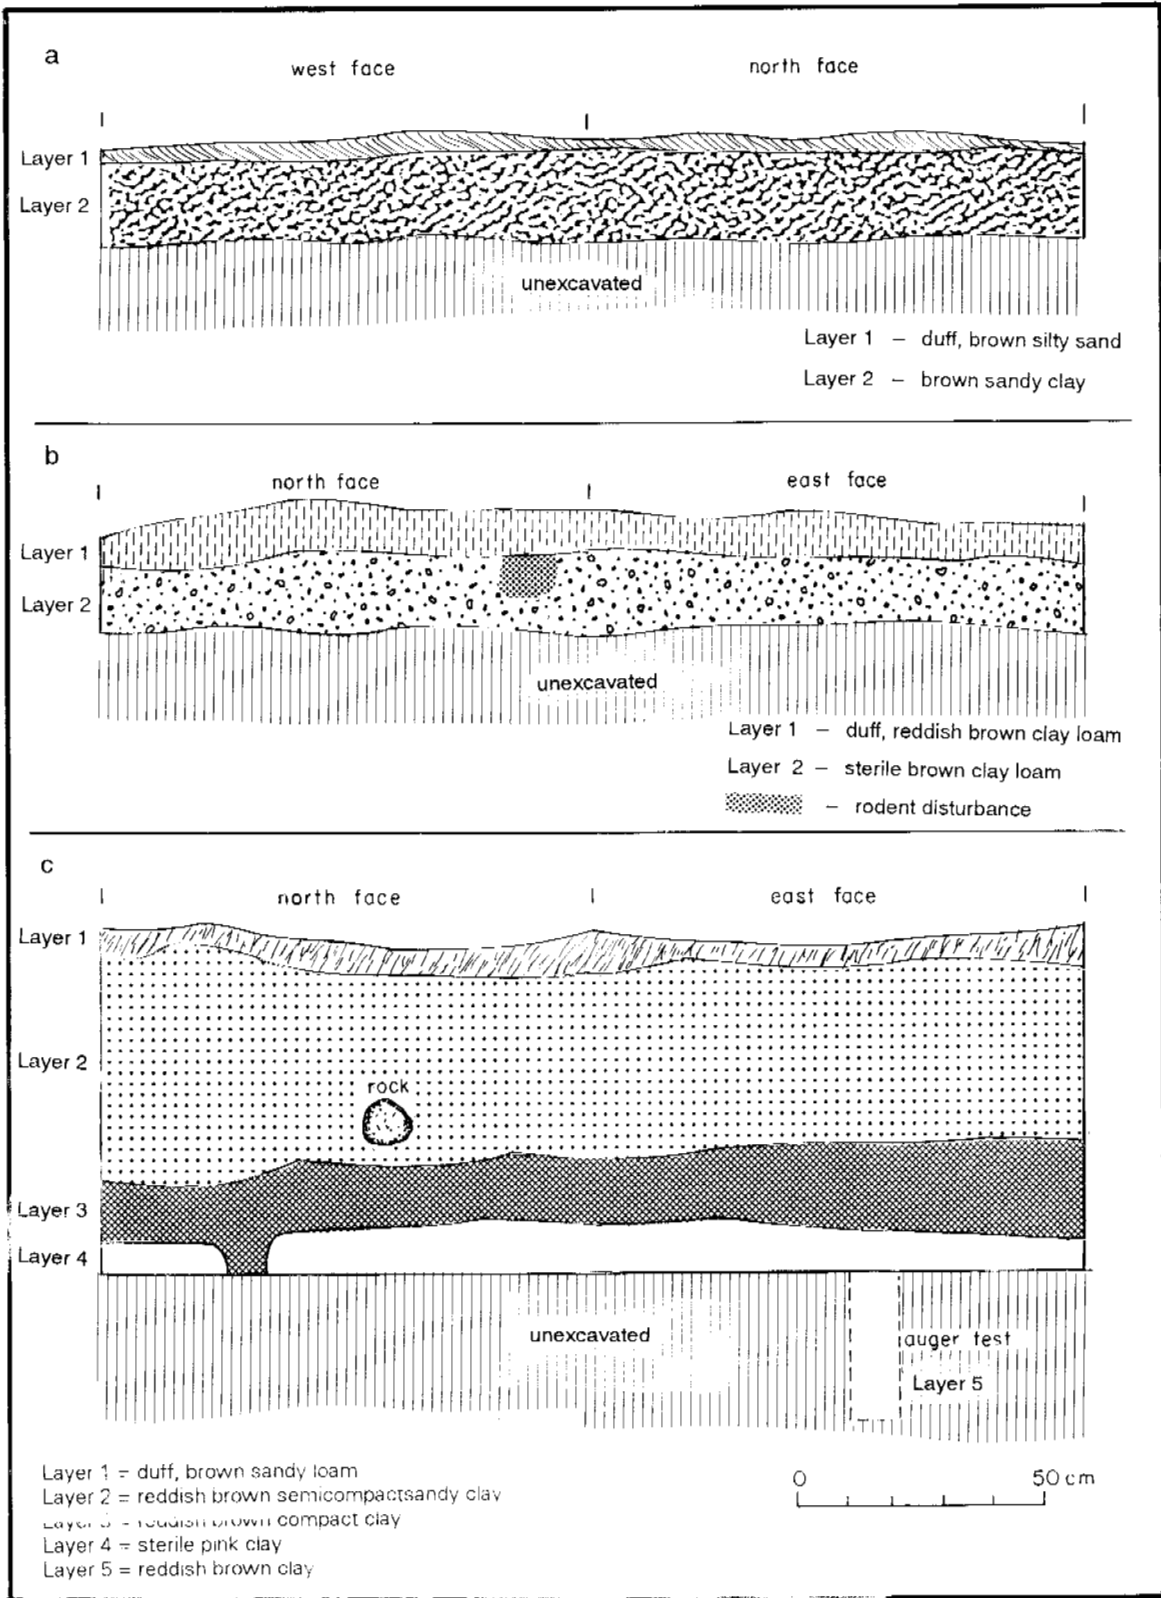 a
west face
north face
Layer 1
Layer 2
unexcavated
Layer 1 – duff, brown silty sand
Layer 2 – brown sandy clay
b
north face
east face
Layer 1
Layer 2
unexcavated
Layer 1 – duff, reddish brown clay loam
Layer 2 – sterile brown clay loam
– rodent disturbance
c
north face
east face
Layer 1
Layer 2
rock
Layer 3
Layer 4
unexcavated
auger test
Layer 5
0 50 cm
Layer 1 = duff, brown sandy loam
Layer 2 = reddish brown semicompactsandy clay
Layer 3 = reddish brown compact clay
Layer 4 = sterile pink clay
Layer 5 = reddish brown clay